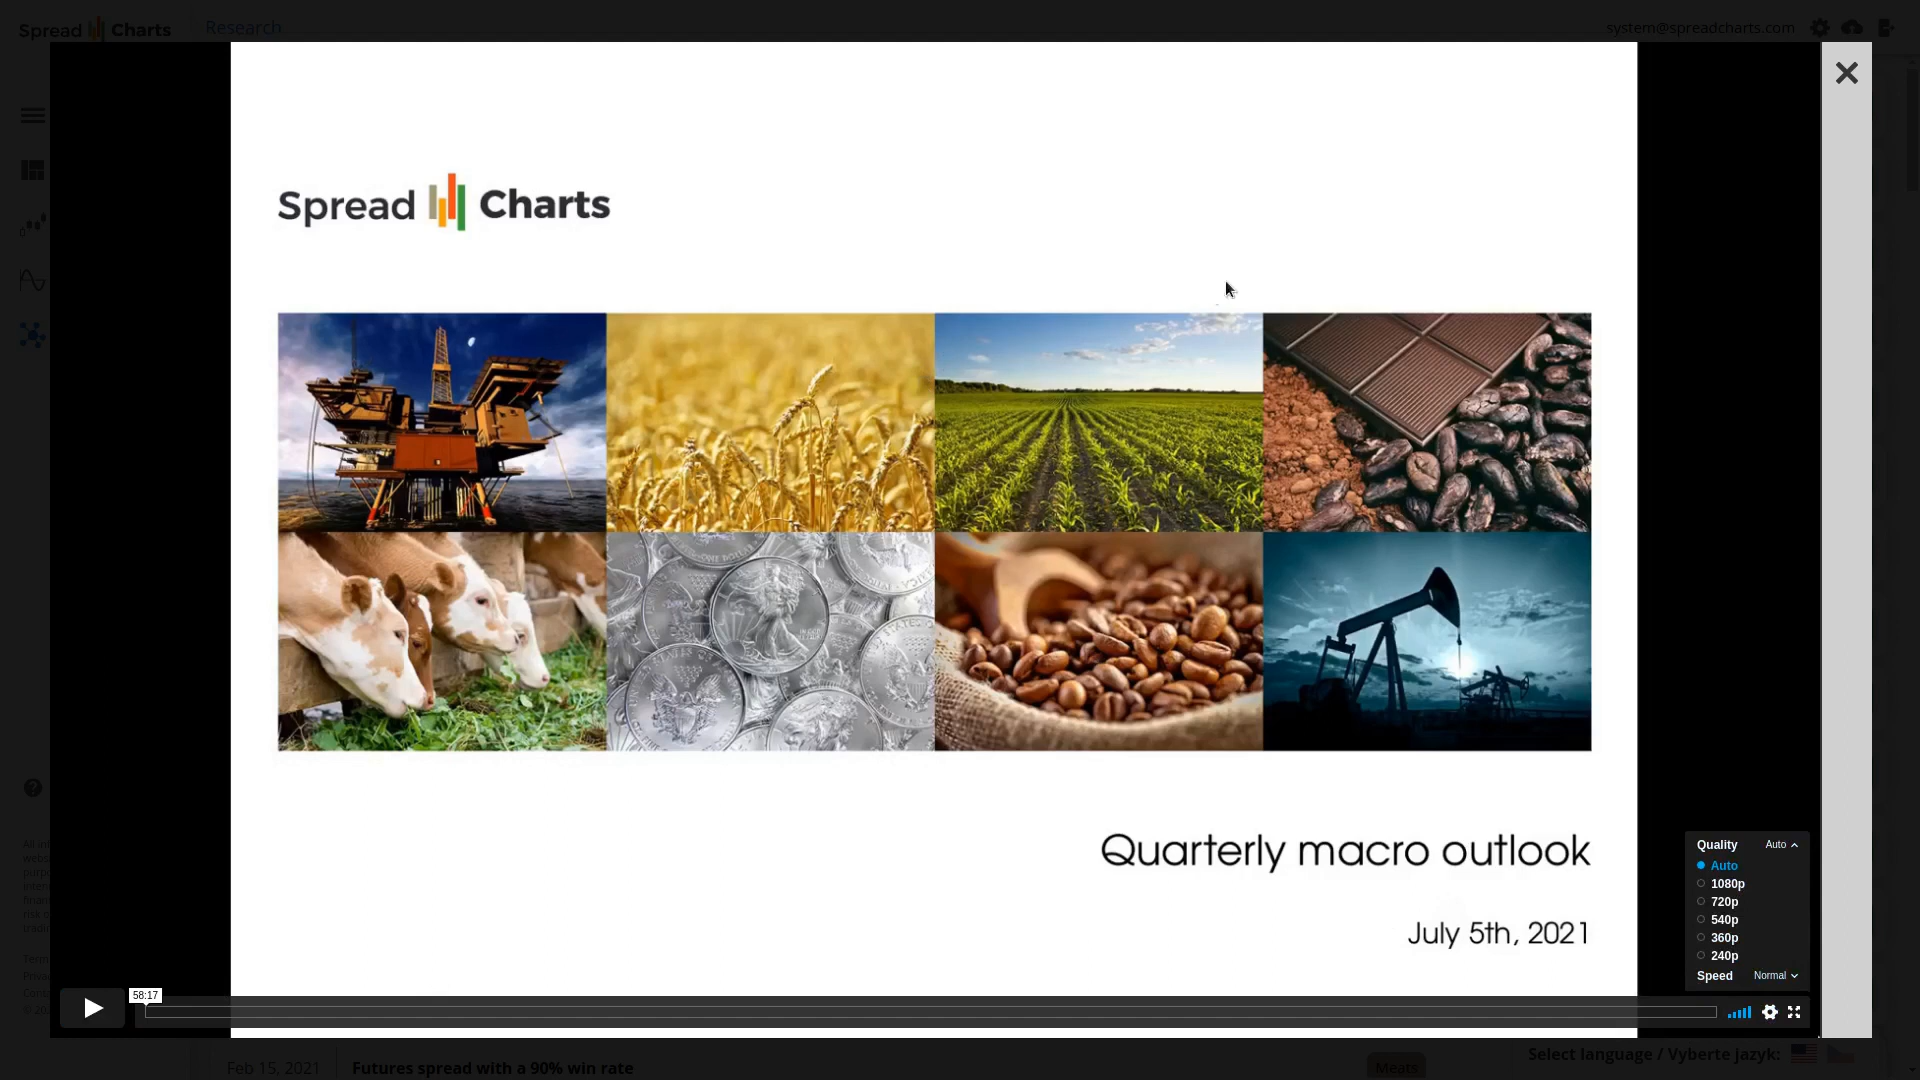 Spread Charts
Research
system@spreadcharts.com
Spread Charts
Quarterly macro outlook
July 5th, 2021
Quality Auto
Auto
1080p
720p
540p
360p
240p
Speed Normal
58:17
Feb 15, 2021 Futures spread with a 90% win rate Meats
Select language / Vyberte jazyk: